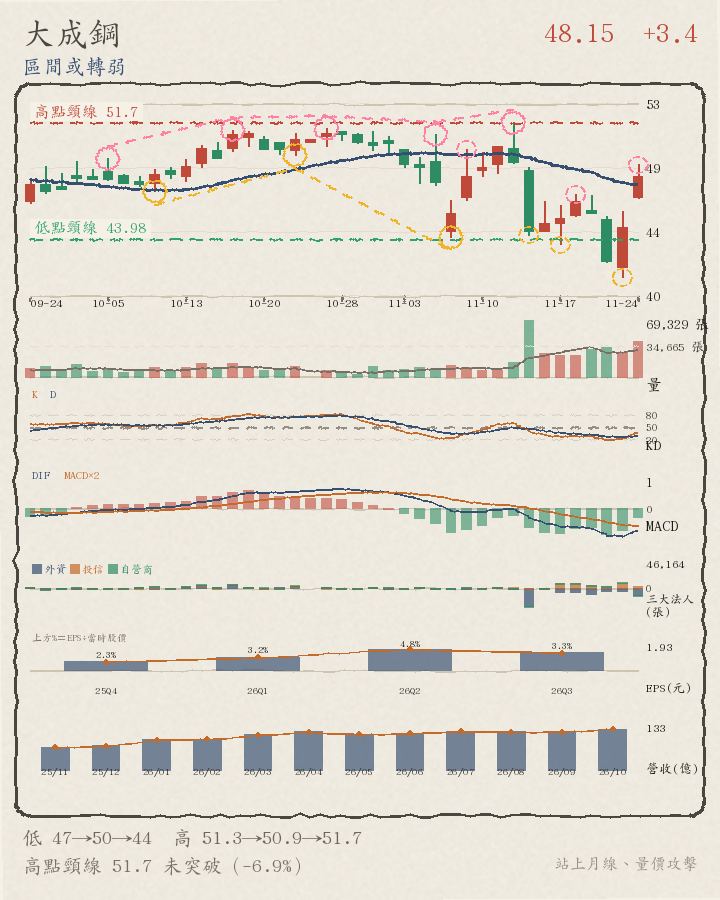 大成鋼
48.15 +3.4
區間或轉弱
高點頸線 51.7
53
49
低點頸線 43.98
44
40
09-24 10-05 10-13 10-20 10-28 11-03 11-10 11-17 11-24
69,329 張
34,665 張
量
K D
80
50
20
KD
DIF MACD×2
1
0
MACD
46,164
外資 投信 自營商
0
三大法人
(張)
上方%=EPS÷當時股價
2.3% 3.2% 4.8% 3.3%
1.93
25Q4 26Q1 26Q2 26Q3
EPS(元)
133
25/11 25/12 26/01 26/02 26/03 26/04 26/05 26/06 26/07 26/08 26/09 26/10
營收(億)
低 47→50→44 高 51.3→50.9→51.7
高點頸線 51.7 未突破 (-6.9%)
站上月線、量價攻擊